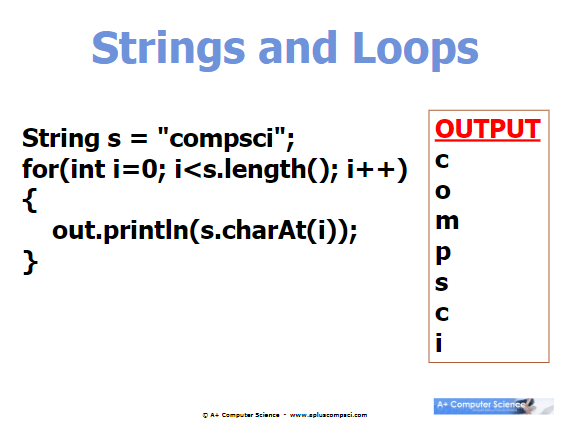 Strings and Loops
String s = "compsci";
for(int i=0; i<s.length(); i++)
{
out.println(s.charAt(i));
}
OUTPUT
c
o
m
p
s
c
i
© A+ Computer Science - www.apluscompsci.com
A+ Computer Science